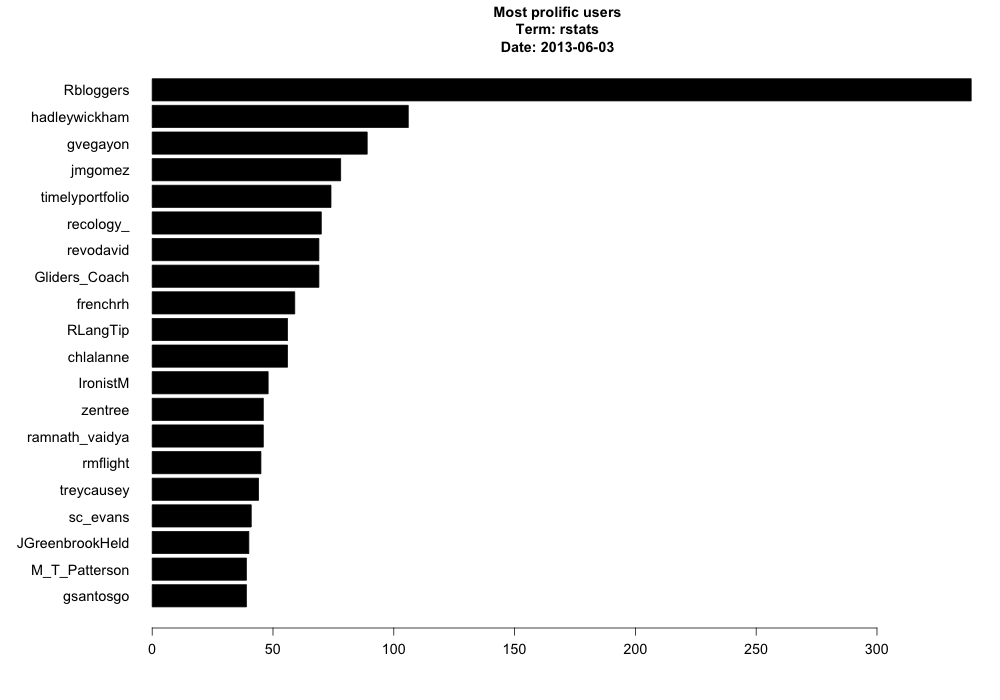 Most prolific users
Term: rstats
Date: 2013-06-03
Rbloggers
hadleywickham
gvegayon
jmgomez
timelyportfolio
recology_
revodavid
Gliders_Coach
frenchrh
RLangTip
chlalanne
IronistM
zentree
ramnath_vaidya
rmflight
treycausey
sc_evans
JGreenbrookHeld
M_T_Patterson
gsantosgo
0 50 100 150 200 250 300